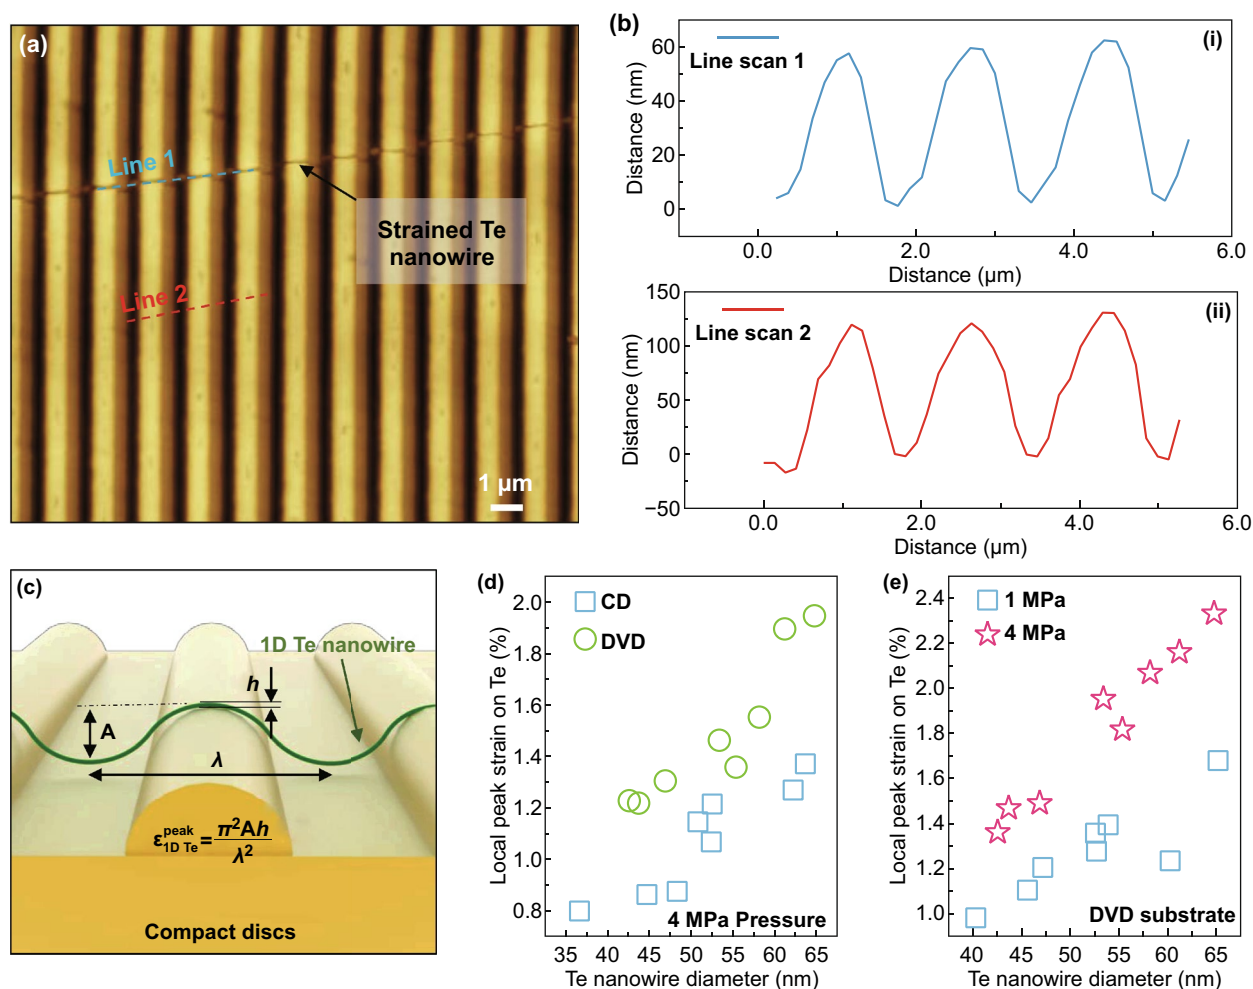 (a)
Line 1
Strained Te
nanowire
Line 2
1 μm
(b)
(i)
Line scan 1
Distance (nm)
60
40
20
0
0.0 2.0 4.0 6.0
Distance (μm)
(ii)
Line scan 2
Distance (nm)
150
100
50
0
−50
0.0 2.0 4.0 6.0
Distance (μm)
(c)
1D Te nanowire
h
A
λ
ε peak 1D Te = π²Ah / λ²
Compact discs
(d)
CD
DVD
Local peak strain on Te (%)
2.0
1.8
1.6
1.4
1.2
1.0
0.8
4 MPa Pressure
35 40 45 50 55 60 65
Te nanowire diameter (nm)
(e)
1 MPa
4 MPa
Local peak strain on Te (%)
2.4
2.2
2.0
1.8
1.6
1.4
1.2
1.0
DVD substrate
40 45 50 55 60 65
Te nanowire diameter (nm)